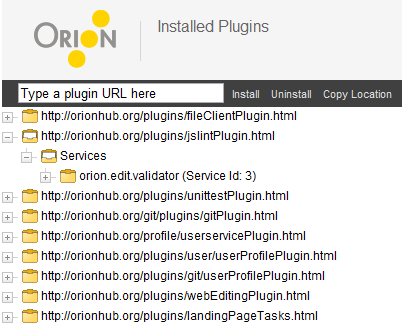 ORION
Installed Plugins
Type a plugin URL here Install Uninstall Copy Location
http://orionhub.org/plugins/fileClientPlugin.html
http://orionhub.org/plugins/jslintPlugin.html
Services
orion.edit.validator (Service Id: 3)
http://orionhub.org/plugins/unittestPlugin.html
http://orionhub.org/git/plugins/gitPlugin.html
http://orionhub.org/profile/userservicePlugin.html
http://orionhub.org/plugins/user/userProfilePlugin.html
http://orionhub.org/plugins/git/userProfilePlugin.html
http://orionhub.org/plugins/webEditingPlugin.html
http://orionhub.org/plugins/landingPageTasks.html